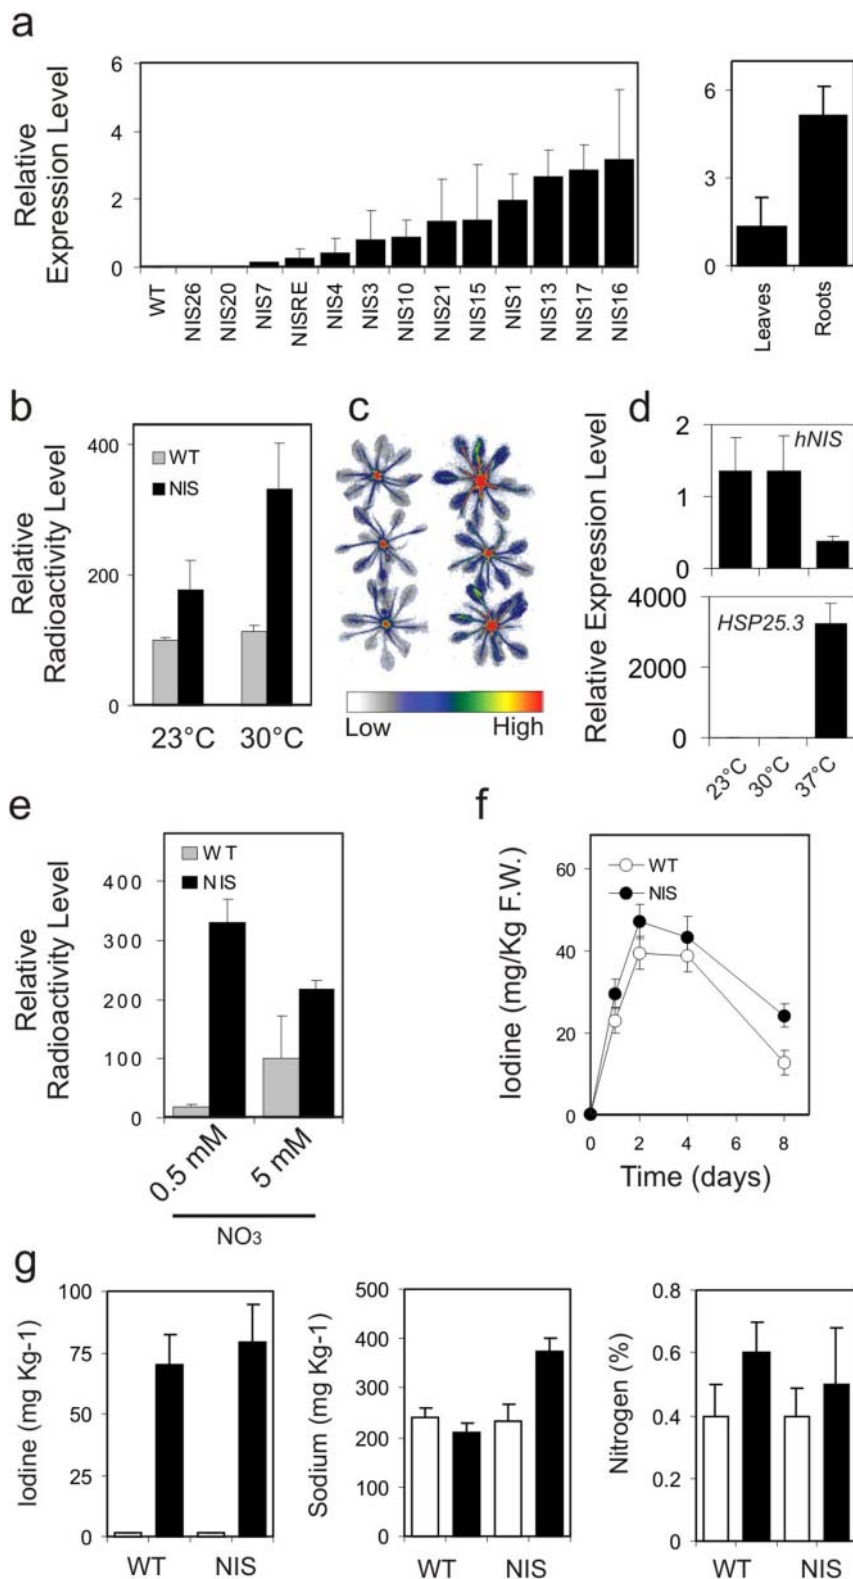 a
Relative
Expression Level
6
4
2
0
WT
NIS26
NIS20
NIS7
NISRE
NIS4
NIS3
NIS10
NIS21
NIS15
NIS1
NIS13
NIS17
NIS16
6
3
0
Leaves
Roots
b
Relative
Radioactivity Level
400
200
0
WT
NIS
23°C
30°C
c
Low
High
d
Relative Expression Level
2
1
0
hNIS
4000
2000
0
HSP25.3
23°C
30°C
37°C
e
Relative
Radioactivity Level
400
300
200
100
0
WT
NIS
0.5 mM
5 mM
NO3
f
Iodine (mg/Kg F.W.)
60
40
20
0
WT
NIS
0
2
4
6
8
Time (days)
g
Iodine (mg Kg-1)
100
75
50
25
0
WT
NIS
Sodium (mg Kg-1)
500
400
300
200
100
0
WT
NIS
Nitrogen (%)
0.8
0.6
0.4
0.2
0
WT
NIS